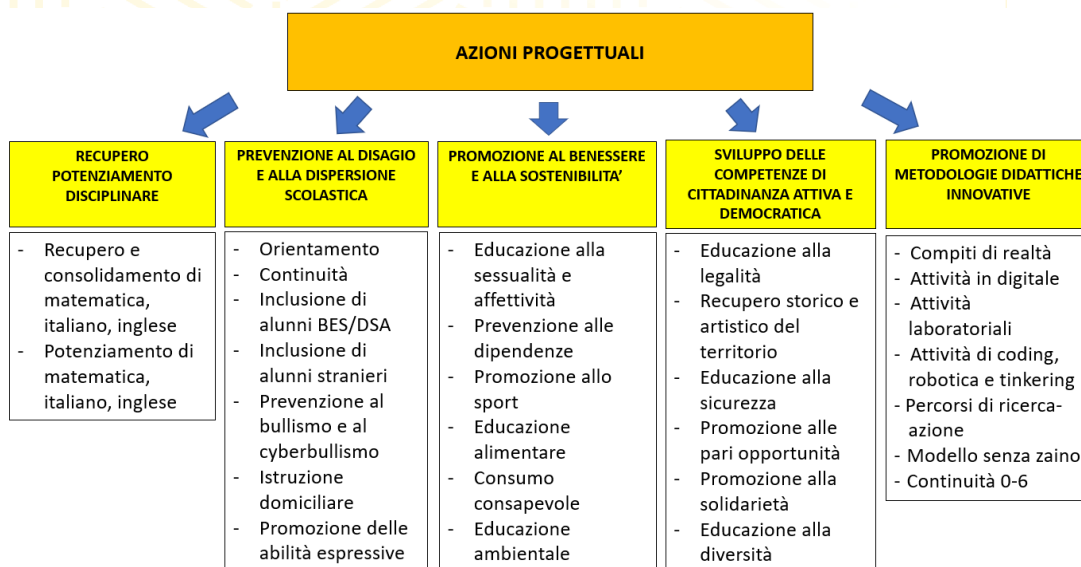 AZIONI PROGETTUALI
RECUPERO
POTENZIAMENTO
DISCIPLINARE
- Recupero e
consolidamento di
matematica,
italiano, inglese
- Potenziamento di
matematica,
italiano, inglese
PREVENZIONE AL DISAGIO
E ALLA DISPERSIONE
SCOLASTICA
- Orientamento
- Continuità
- Inclusione di
alunni BES/DSA
- Inclusione di
alunni stranieri
- Prevenzione al
bullismo e al
cyberbullismo
- Istruzione
domiciliare
- Promozione delle
abilità espressive
PROMOZIONE AL BENESSERE
E ALLA SOSTENIBILITA’
- Educazione alla
sessualità e
affettività
- Prevenzione alle
dipendenze
- Promozione allo
sport
- Educazione
alimentare
- Consumo
consapevole
- Educazione
ambientale
SVILUPPO DELLE
COMPETENZE DI
CITTADINANZA ATTIVA E
DEMOCRATICA
- Educazione alla
legalità
- Recupero storico e
artistico del
territorio
- Educazione alla
sicurezza
- Promozione alle
pari opportunità
- Promozione alla
solidarietà
- Educazione alla
diversità
PROMOZIONE DI
METODOLOGIE DIDATTICHE
INNOVATIVE
- Compiti di realtà
- Attività in digitale
- Attività
laboratoriali
- Attività di coding,
robotica e tinkering
- Percorsi di ricerca-
azione
- Modello senza zaino
- Continuità 0-6